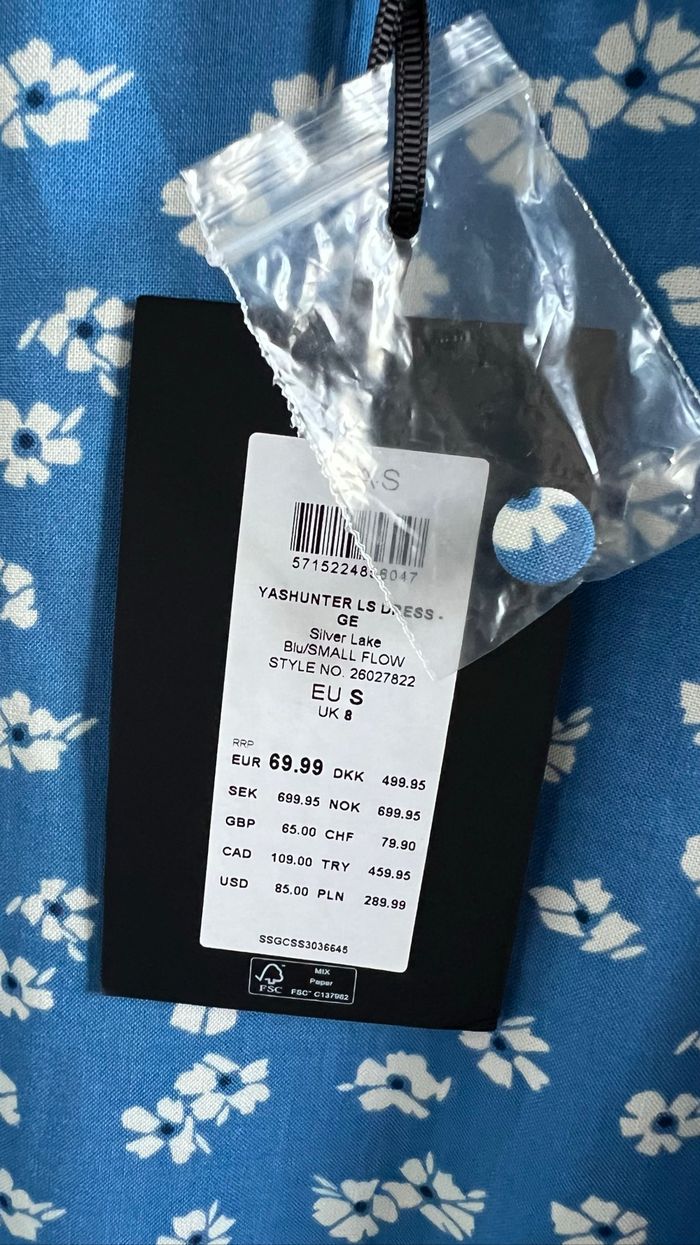 A·S
5715224886047
YASHUNTER LS DRESS -
GE
Silver Lake
Blu/SMALL FLOW
STYLE NO. 26027822
EU S
UK 8
RRP
EUR 69.99 DKK 499.95
SEK 699.95 NOK 699.95
GBP 65.00 CHF 79.90
CAD 109.00 TRY 459.95
USD 85.00 PLN 289.99
SSGCSS3036645
FSC
MIX
Paper
FSC™ C137982